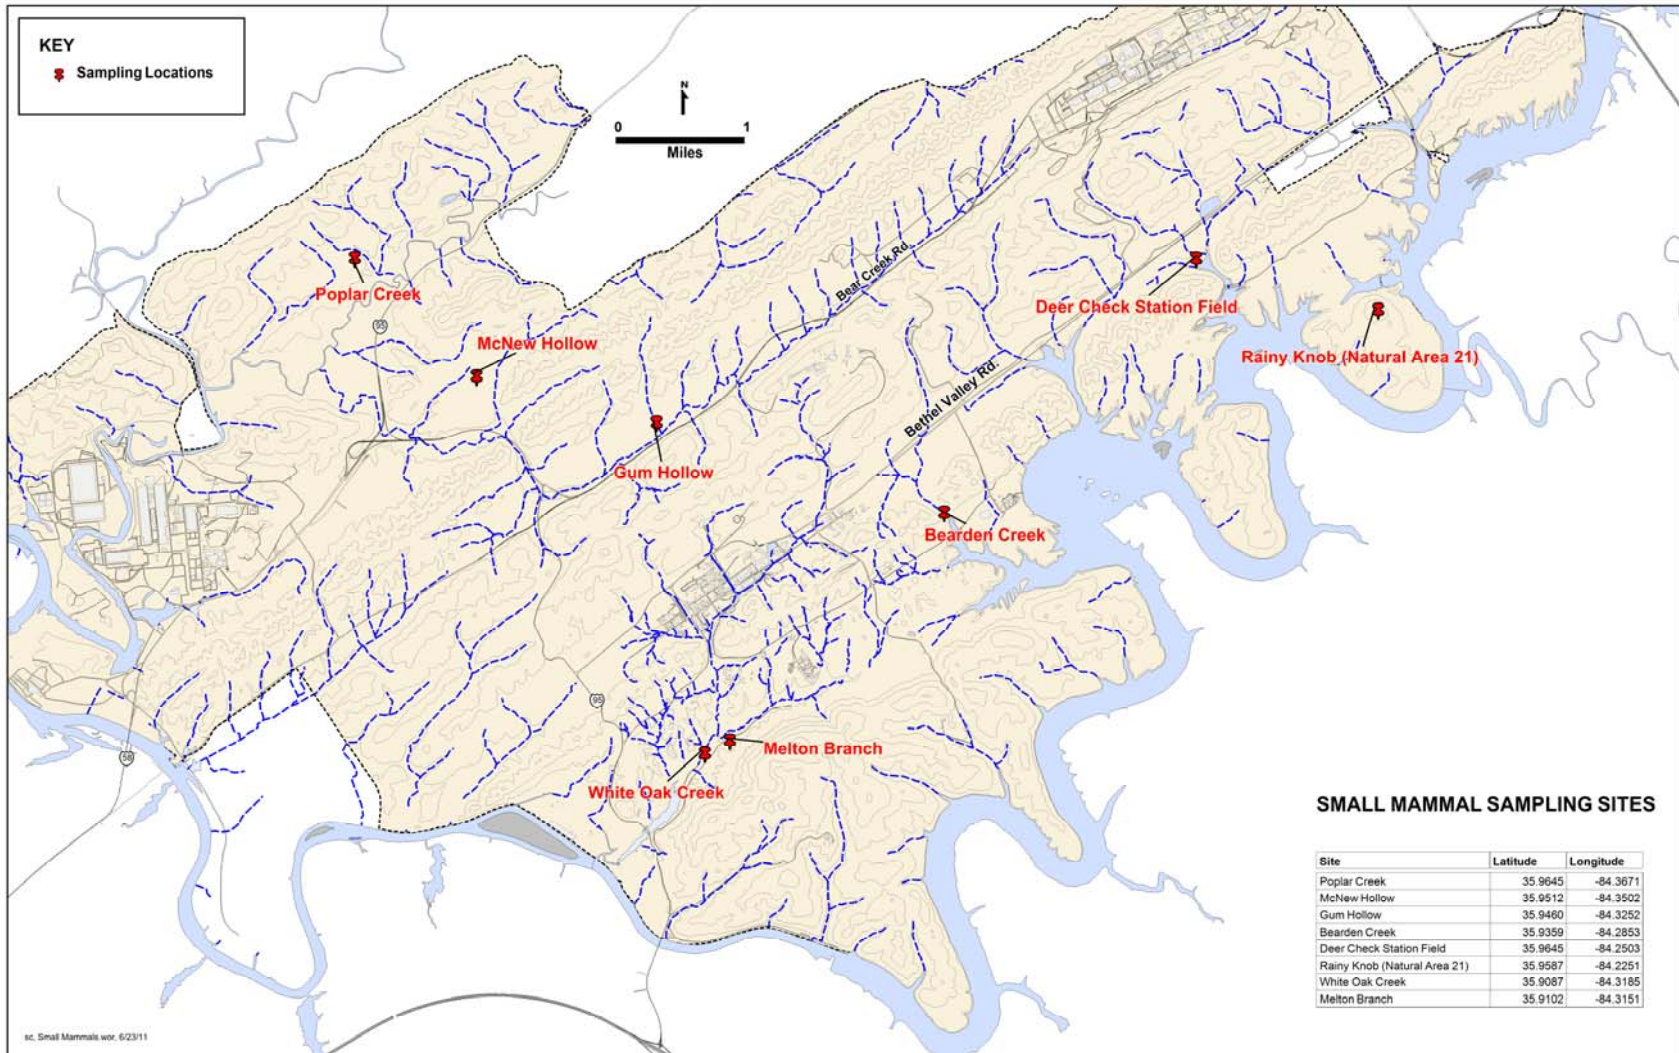 KEY
Sampling Locations
N
0 1
Miles
Bear Creek Rd.
Poplar Creek
Deer Check Station Field
95
McNew Hollow
Rainy Knob (Natural Area 21)
Bethel Valley Rd.
Gum Hollow
Bearden Creek
95
58
Melton Branch
White Oak Creek
SMALL MAMMAL SAMPLING SITES
Site Latitude Longitude
Poplar Creek 35.9645 -84.3671
McNew Hollow 35.9512 -84.3502
Gum Hollow 35.9460 -84.3252
Bearden Creek 35.9359 -84.2853
Deer Check Station Field 35.9645 -84.2503
Rainy Knob (Natural Area 21) 35.9587 -84.2251
White Oak Creek 35.9087 -84.3185
Melton Branch 35.9102 -84.3151
sc, Small Mammals.wor, 6/23/11